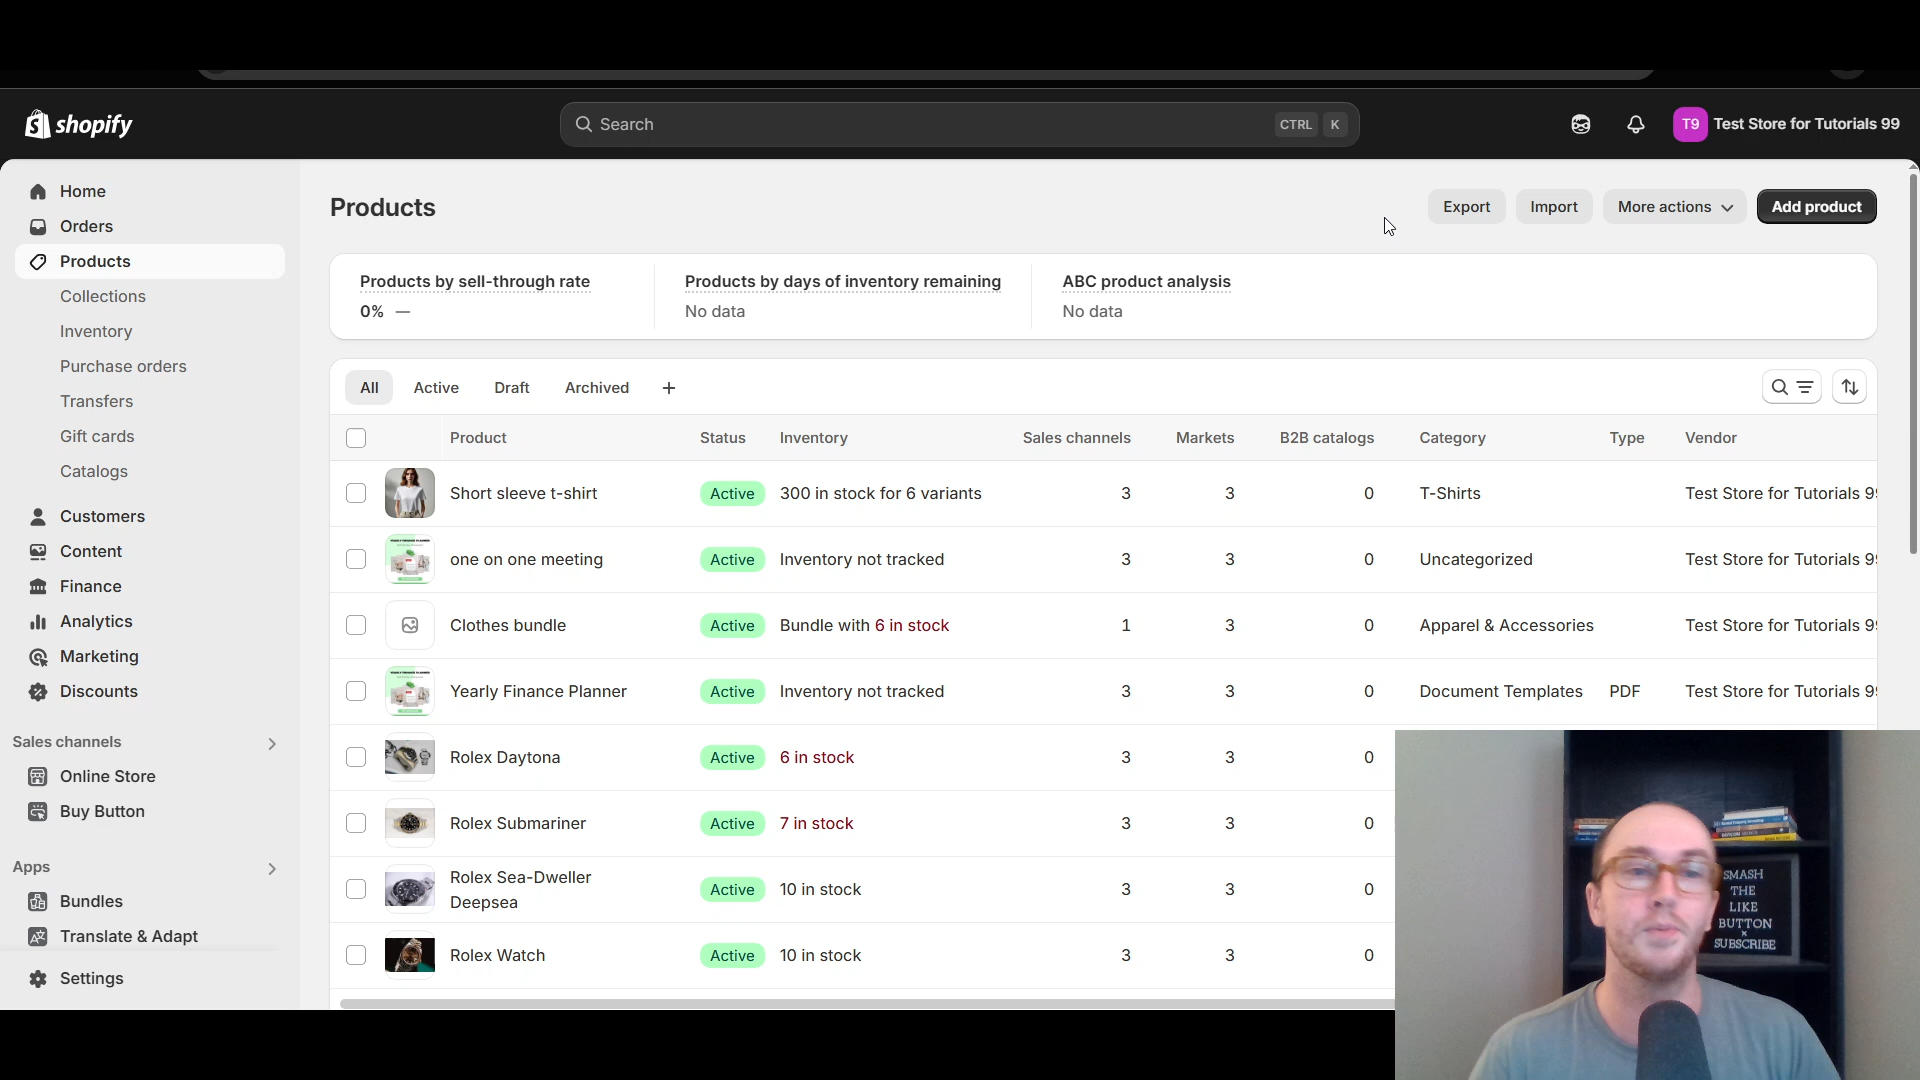 shopify
Search
CTRL K
T9
Test Store for Tutorials 99
Home
Orders
Products
Collections
Inventory
Purchase orders
Transfers
Gift cards
Catalogs
Customers
Content
Finance
Analytics
Marketing
Discounts
Sales channels
Online Store
Buy Button
Apps
Bundles
Translate & Adapt
Settings
Products
Export Import More actions Add product
Products by sell-through rate
0% —
Products by days of inventory remaining
No data
ABC product analysis
No data
All Active Draft Archived +
Product Status Inventory Sales channels Markets B2B catalogs Category Type Vendor
Short sleeve t-shirt Active 300 in stock for 6 variants 3 3 0 T-Shirts Test Store for Tutorials 9
one on one meeting Active Inventory not tracked 3 3 0 Uncategorized Test Store for Tutorials 9
Clothes bundle Active Bundle with 6 in stock 1 3 0 Apparel & Accessories Test Store for Tutorials 9
Yearly Finance Planner Active Inventory not tracked 3 3 0 Document Templates PDF Test Store for Tutorials 9
Rolex Daytona Active 6 in stock 3 3 0
Rolex Submariner Active 7 in stock 3 3 0
Rolex Sea-Dweller
Deepsea Active 10 in stock 3 3 0
Rolex Watch Active 10 in stock 3 3 0
SMASH
THE
LIKE
BUTTON
×
SUBSCRIBE